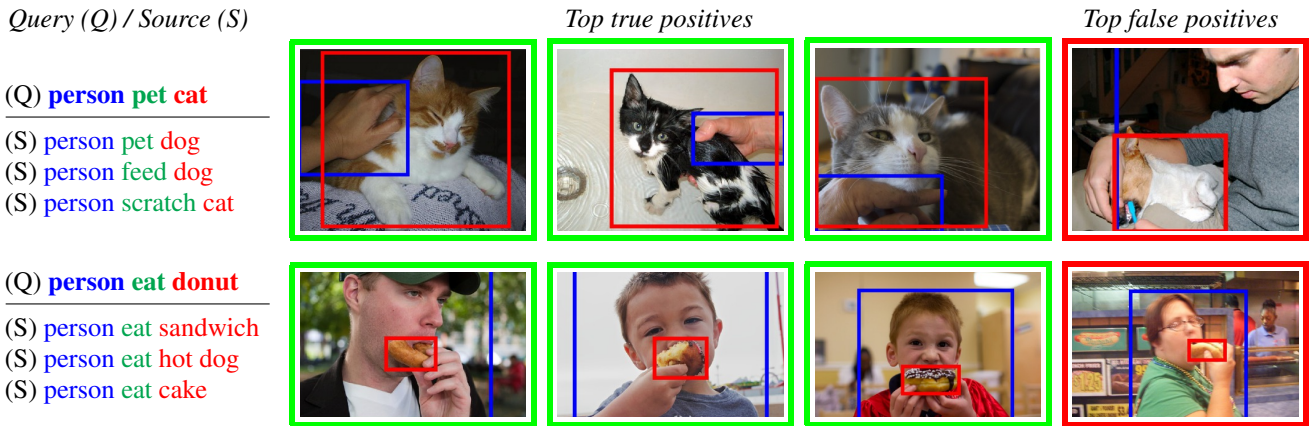 Query (Q) / Source (S)
Top true positives
Top false positives
(Q) person pet cat
(S) person pet dog
(S) person feed dog
(S) person scratch cat
(Q) person eat donut
(S) person eat sandwich
(S) person eat hot dog
(S) person eat cake